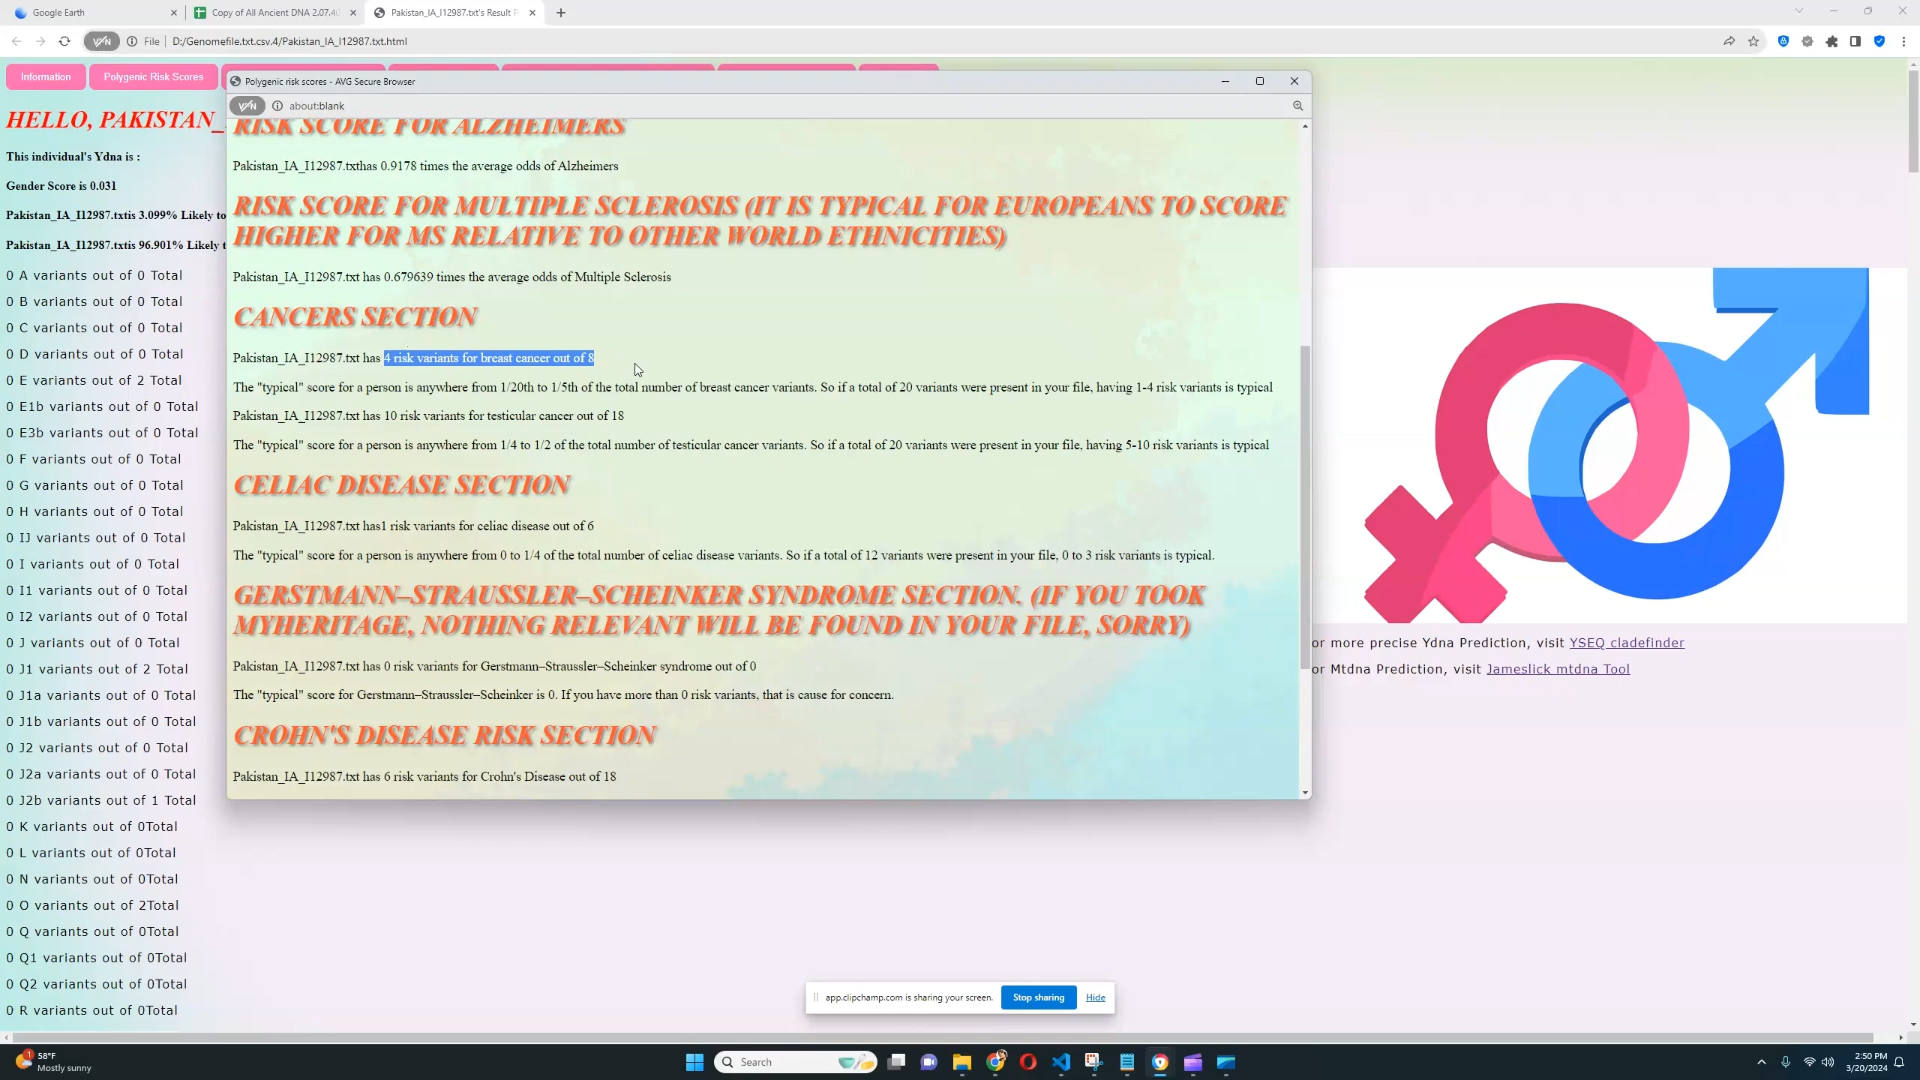 Google Earth
Copy of All Ancient DNA 2.07.4
Pakistan_IA_I12987.txt's Result P
File
D:/Genomefile.txt.csv.4/Pakistan_IA_I12987.txt.html
Information
Polygenic Risk Scores
HELLO, PAKISTAN_
This individual's Ydna is :
Gender Score is 0.031
Pakistan_IA_I12987.txtis 3.099% Likely to
Pakistan_IA_I12987.txtis 96.901% Likely t
0 A variants out of 0 Total
0 B variants out of 0 Total
0 C variants out of 0 Total
0 D variants out of 0 Total
0 E variants out of 2 Total
0 E1b variants out of 0 Total
0 E3b variants out of 0 Total
0 F variants out of 0 Total
0 G variants out of 0 Total
0 H variants out of 0 Total
0 IJ variants out of 0 Total
0 I variants out of 0 Total
0 I1 variants out of 0 Total
0 I2 variants out of 0 Total
0 J variants out of 0 Total
0 J1 variants out of 2 Total
0 J1a variants out of 0 Total
0 J1b variants out of 0 Total
0 J2 variants out of 0 Total
0 J2a variants out of 0 Total
0 J2b variants out of 1 Total
0 K variants out of 0Total
0 L variants out of 0Total
0 N variants out of 0Total
0 O variants out of 2Total
0 Q variants out of 0Total
0 Q1 variants out of 0Total
0 Q2 variants out of 0Total
0 R variants out of 0Total
Polygenic risk scores - AVG Secure Browser
about:blank
RISK SCORE FOR ALZHEIMERS
Pakistan_IA_I12987.txthas 0.9178 times the average odds of Alzheimers
RISK SCORE FOR MULTIPLE SCLEROSIS (IT IS TYPICAL FOR EUROPEANS TO SCORE
HIGHER FOR MS RELATIVE TO OTHER WORLD ETHNICITIES)
Pakistan_IA_I12987.txt has 0.679639 times the average odds of Multiple Sclerosis
CANCERS SECTION
Pakistan_IA_I12987.txt has 4 risk variants for breast cancer out of 8
The "typical" score for a person is anywhere from 1/20th to 1/5th of the total number of breast cancer variants. So if a total of 20 variants were present in your file, having 1-4 risk variants is typical
Pakistan_IA_I12987.txt has 10 risk variants for testicular cancer out of 18
The "typical" score for a person is anywhere from 1/4 to 1/2 of the total number of testicular cancer variants. So if a total of 20 variants were present in your file, having 5-10 risk variants is typical
CELIAC DISEASE SECTION
Pakistan_IA_I12987.txt has1 risk variants for celiac disease out of 6
The "typical" score for a person is anywhere from 0 to 1/4 of the total number of celiac disease variants. So if a total of 12 variants were present in your file, 0 to 3 risk variants is typical.
GERSTMANN–STRAUSSLER–SCHEINKER SYNDROME SECTION. (IF YOU TOOK
MYHERITAGE, NOTHING RELEVANT WILL BE FOUND IN YOUR FILE, SORRY)
Pakistan_IA_I12987.txt has 0 risk variants for Gerstmann–Straussler–Scheinker syndrome out of 0
The "typical" score for Gerstmann–Straussler–Scheinker is 0. If you have more than 0 risk variants, that is cause for concern.
CROHN'S DISEASE RISK SECTION
Pakistan_IA_I12987.txt has 6 risk variants for Crohn's Disease out of 18
or more precise Ydna Prediction, visit YSEQ cladefinder
or Mtdna Prediction, visit Jameslick mtdna Tool
app.clipchamp.com is sharing your screen.
Stop sharing
Hide
1
58°F
Mostly sunny
Search
2:50 PM
3/20/2024